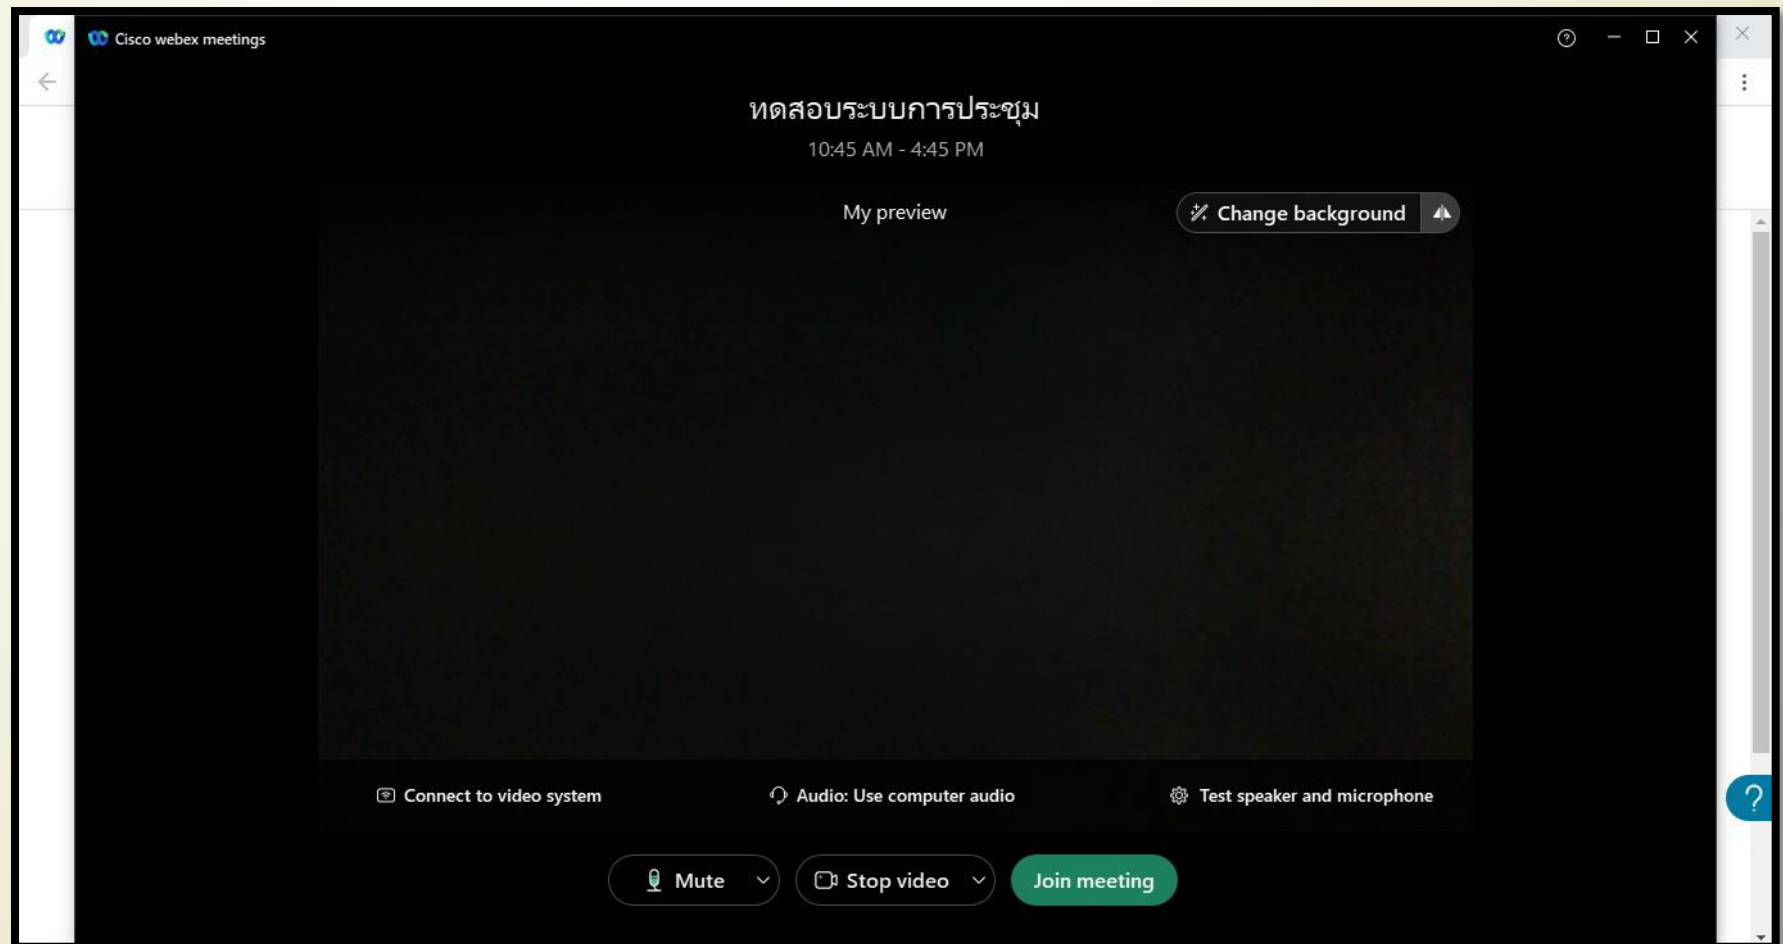 Cisco webex meetings
ทดสอบระบบการประชุม
10:45 AM - 4:45 PM
My preview
Change background
Connect to video system
Audio: Use computer audio
Test speaker and microphone
?
Mute
Stop video
Join meeting